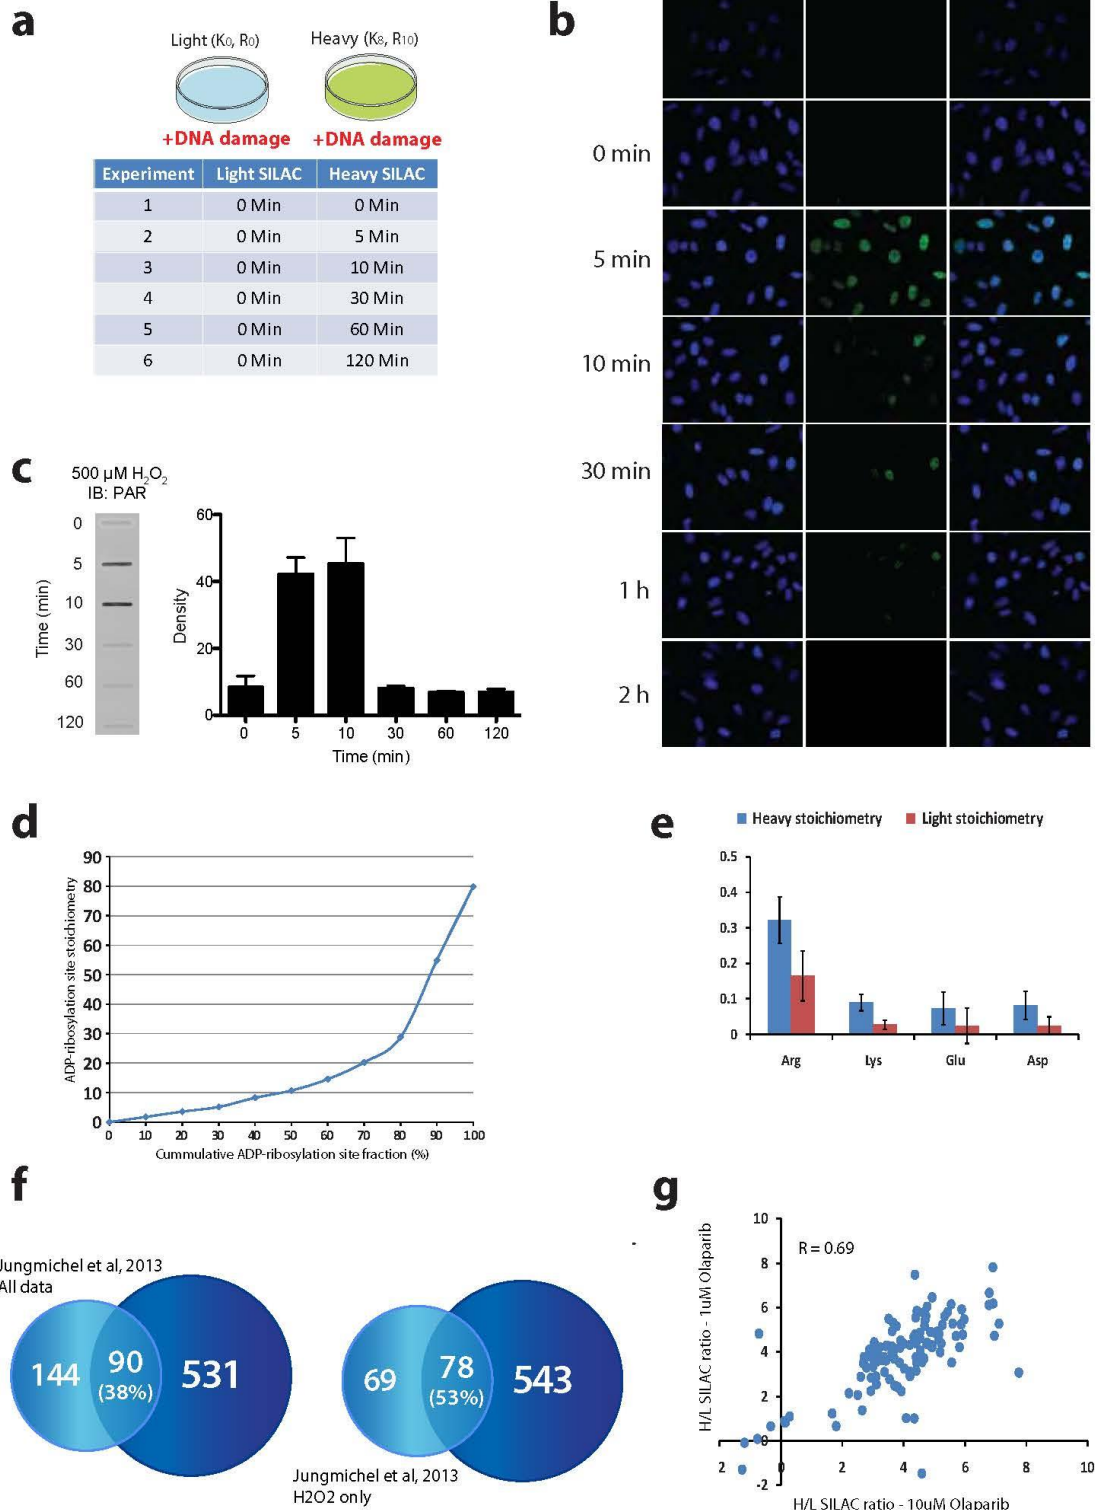 a
Light (K0, R0)
Heavy (K8, R10)
+DNA damage
+DNA damage
Experiment Light SILAC Heavy SILAC
1 0 Min 0 Min
2 0 Min 5 Min
3 0 Min 10 Min
4 0 Min 30 Min
5 0 Min 60 Min
6 0 Min 120 Min
b
0 min
5 min
10 min
30 min
1 h
2 h
c
500 µM H2O2
IB: PAR
Time (min)
0
5
10
30
60
120
Density
60
40
20
0
0 5 10 30 60 120
Time (min)
d
ADP-ribosylation site stoichiometry
90
80
70
60
50
40
30
20
10
0
0 10 20 30 40 50 60 70 80 90 100
Cummulative ADP-ribosylation site fraction (%)
e
Heavy stoichiometry Light stoichiometry
0.5
0.4
0.3
0.2
0.1
0
Arg Lys Glu Asp
f
Jungmichel et al, 2013
All data
144 90 531
(38%)
69 78 543
(53%)
Jungmichel et al, 2013
H2O2 only
g
H/L SILAC ratio - 1uM Olaparib
R = 0.69
10
8
6
4
2
0
-2
2 0 2 4 6 8 10
H/L SILAC ratio - 10uM Olaparib